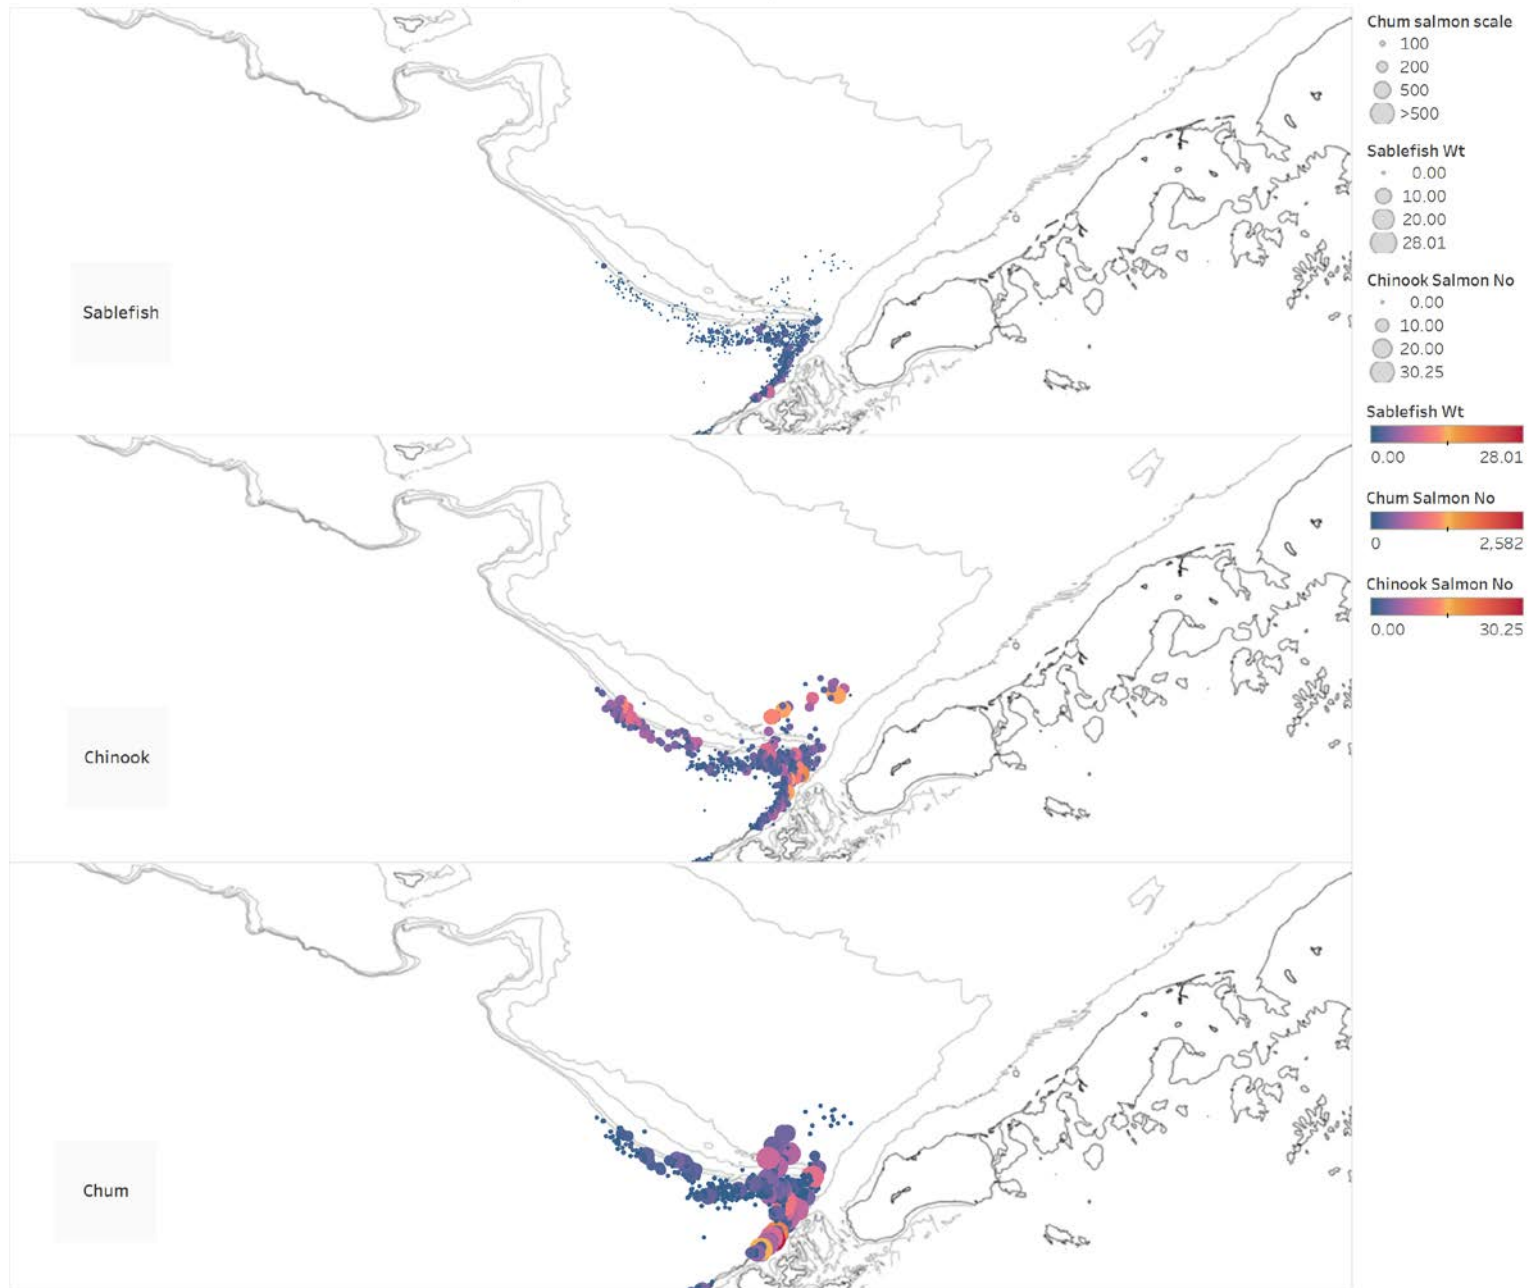 Chum salmon scale
100
200
500
>500
Sablefish Wt
0.00
10.00
20.00
28.01
Chinook Salmon No
0.00
10.00
20.00
30.25
Sablefish Wt
0.00 28.01
Chum Salmon No
0 2,582
Chinook Salmon No
0.00 30.25
Sablefish
Chinook
Chum